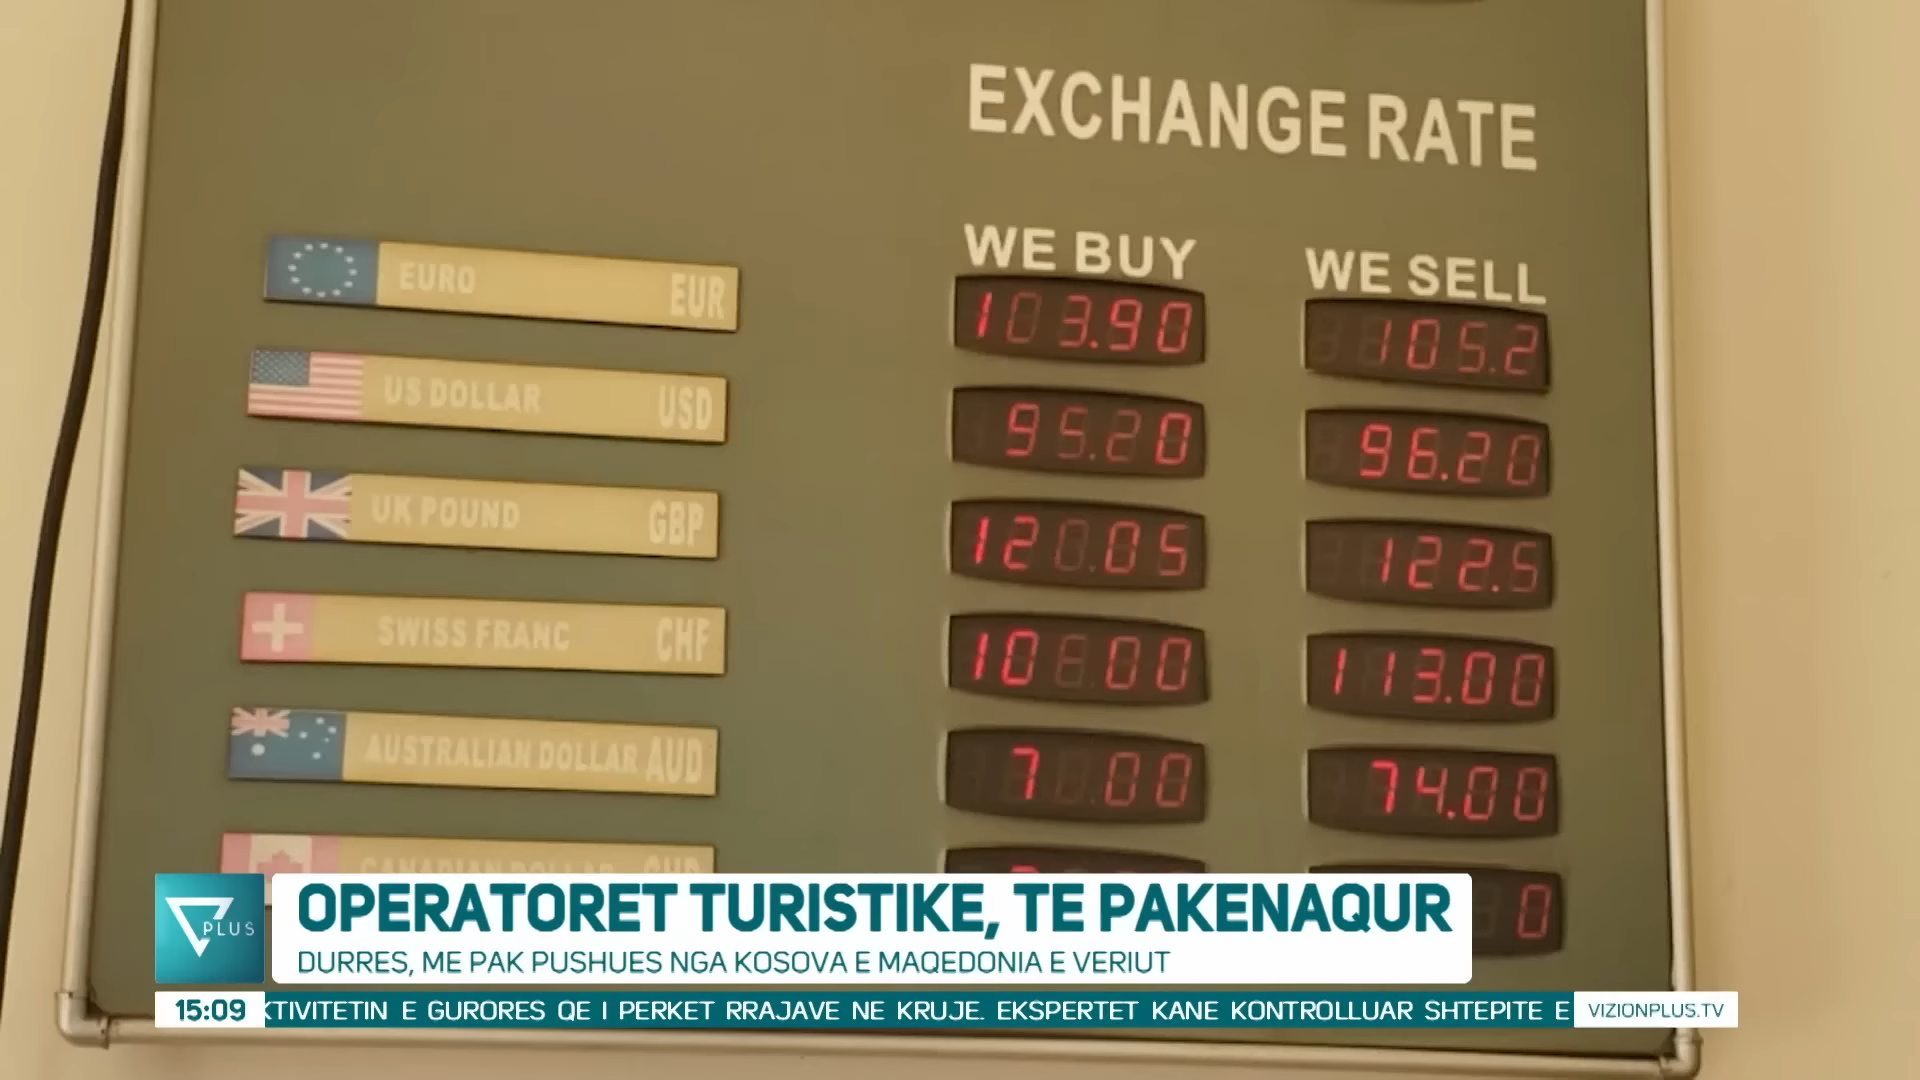 EXCHANGE RATE
WE BUY WE SELL
EURO EUR 103.90 105.2
US DOLLAR USD 95.20 96.20
UK POUND GBP 120.05 122.5
SWISS FRANC CHF 113.00
AUSTRALIAN DOLLAR AUD 74.00
CANADIAN DOLLAR
PLUS
OPERATORET TURISTIKE, TE PAKENAQUR
DURRES, ME PAK PUSHUES NGA KOSOVA E MAQEDONIA E VERIUT
15:09 KTIVITETIN E GURORES QE I PERKET RRAJAVE NE KRUJE. EKSPERTET KANE KONTROLLUAR SHTEPITE E VIZIONPLUS.TV